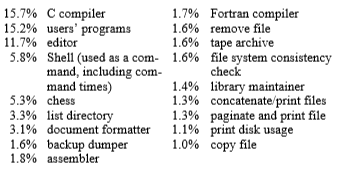 15.7% C compiler
15.2% users' programs
11.7% editor
5.8% Shell (used as a com-
mand, including com-
mand times)
5.3% chess
3.3% list directory
3.1% document formatter
1.6% backup dumper
1.8% assembler
1.7% Fortran compiler
1.6% remove file
1.6% tape archive
1.6% file system consistency
check
1.4% library maintainer
1.3% concatenate/print files
1.3% paginate and print file
1.1% print disk usage
1.0% copy file